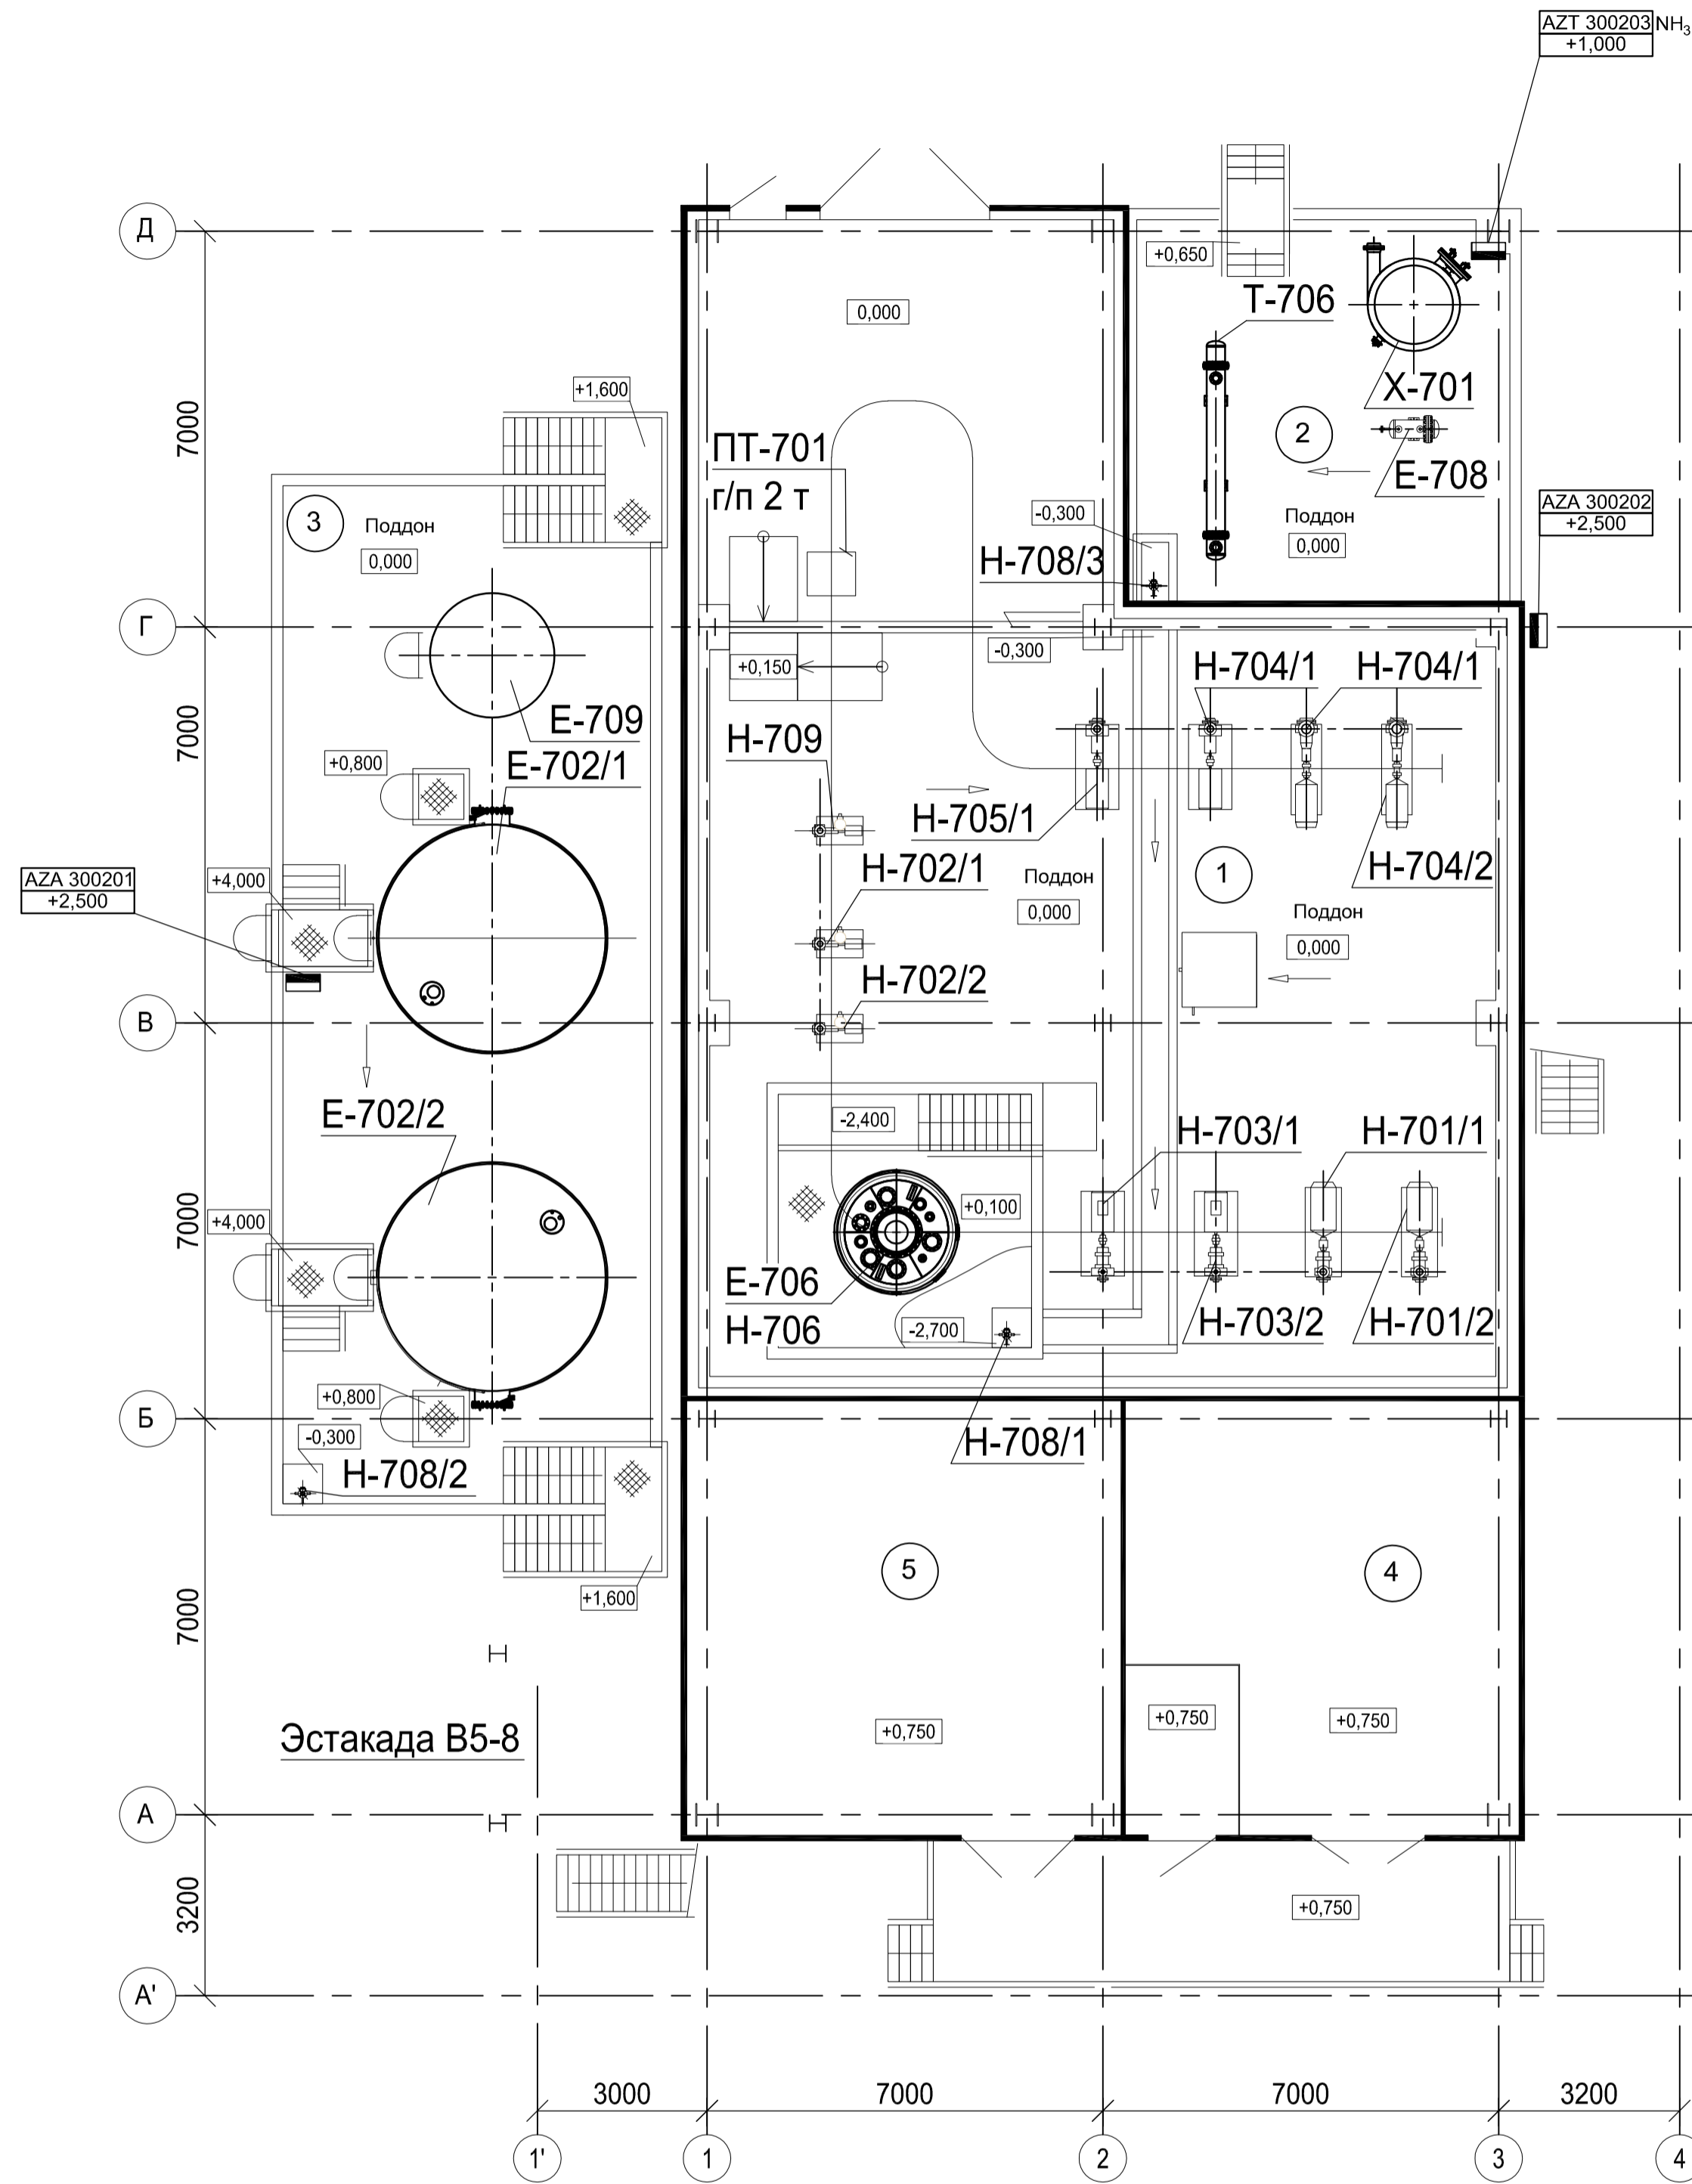 AZT 300203 NH₃
+1,000
Д
+0,650
Т-706
0,000
Х-701
+1,600
2
ПТ-701
г/п 2 т
Е-708
7000
AZA 300202
+2,500
3
Поддон
0,000
-0,300
Поддон
0,000
Н-708/3
Г
-0,300
+0,150
Н-704/1
Н-704/1
Е-709
Н-709
7000
+0,800
Е-702/1
Н-705/1
Н-702/1
Н-704/2
AZA 300201
+2,500
+4,000
Поддон
0,000
1
Поддон
0,000
Н-702/2
В
Е-702/2
-2,400
Н-703/1
Н-701/1
7000
+4,000
+0,100
Е-706
Н-706
-2,700
Н-703/2
Н-701/2
+0,800
Б
-0,300
Н-708/1
Н-708/2
5
4
+1,600
7000
Эстакада В5-8
+0,750
+0,750
+0,750
А
3200
+0,750
А'
3000
7000
7000
3200
1'
1
2
3
4